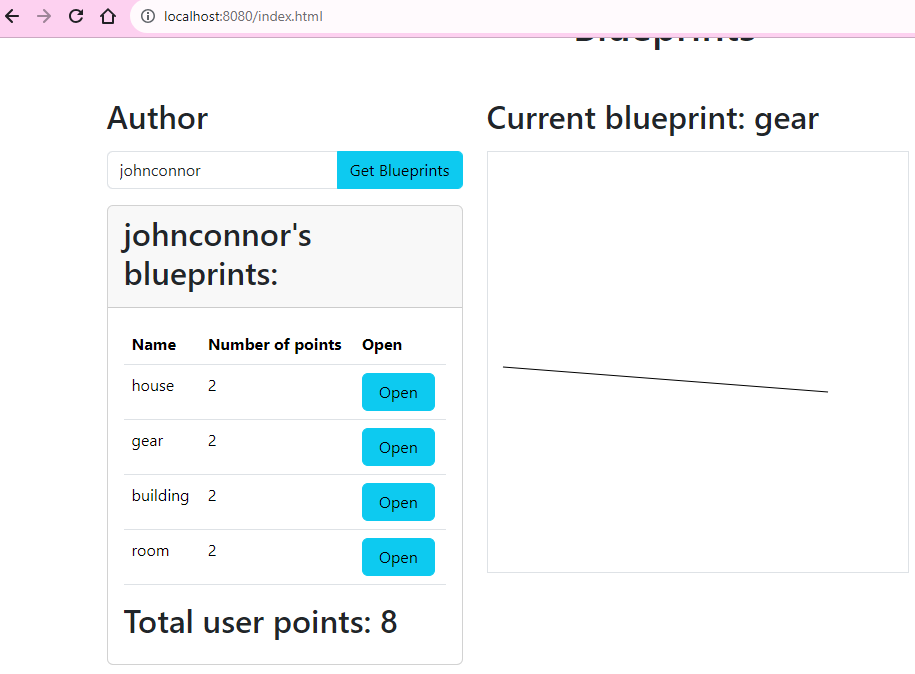 localhost:8080/index.html
Blueprints
Author
johnconnor
Get Blueprints
johnconnor's
blueprints:
Name Number of points Open
house 2 Open
gear 2 Open
building 2 Open
room 2 Open
Total user points: 8
Current blueprint: gear